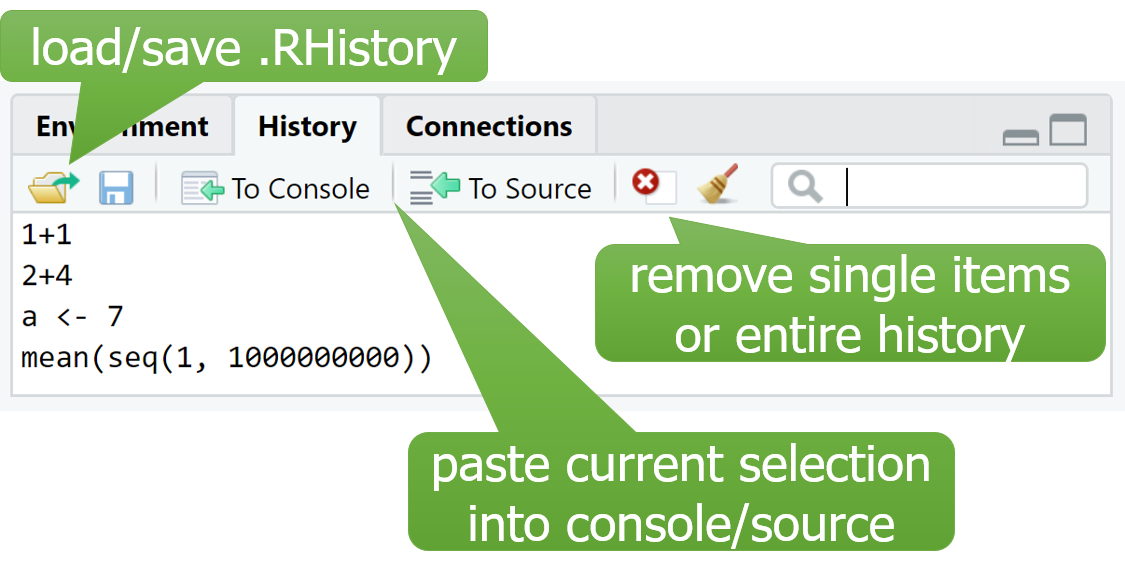 load/save .RHistory
Environment History Connections
To Console To Source
1+1
2+4
a <- 7
mean(seq(1, 1000000000))
remove single items
or entire history
paste current selection
into console/source